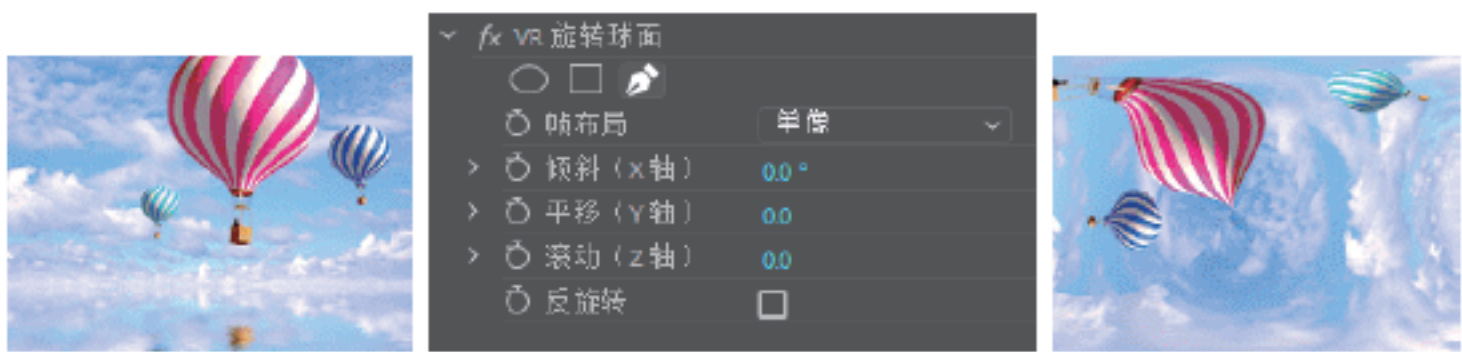 fx VR 旋转球面
帧布局 单像
倾斜（X轴） 0.0 °
平移（Y轴） 0.0
滚动（Z轴） 0.0
反旋转